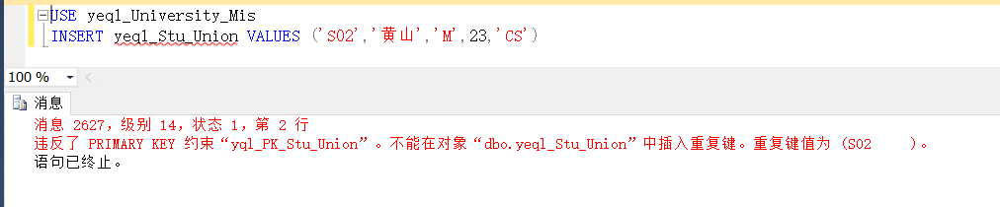 USE yeql_University_Mis
INSERT yeql_Stu_Union VALUES ('S02','黄山','M',23,'CS')
100 %
消息
消息 2627，级别 14，状态 1，第 2 行
违反了 PRIMARY KEY 约束“yql_PK_Stu_Union”。不能在对象“dbo.yeql_Stu_Union”中插入重复键。重复键值为 (S02     )。
语句已终止。